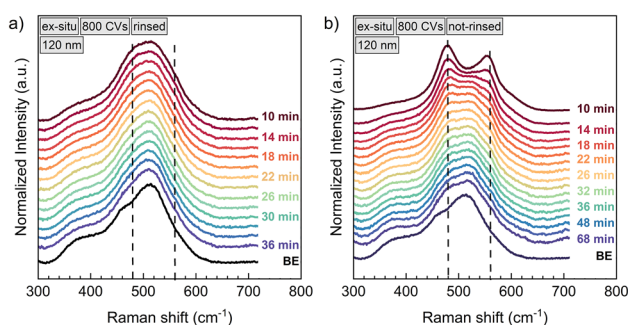 a)
ex-situ 800 CVs rinsed
120 nm
Normalized Intensity (a.u.)
10 min
14 min
18 min
22 min
26 min
30 min
36 min
BE
300 400 500 600 700 800
Raman shift (cm-1)
b)
ex-situ 800 CVs not-rinsed
120 nm
Normalized Intensity (a.u.)
10 min
14 min
18 min
22 min
26 min
32 min
36 min
48 min
68 min
BE
300 400 500 600 700 800
Raman shift (cm-1)